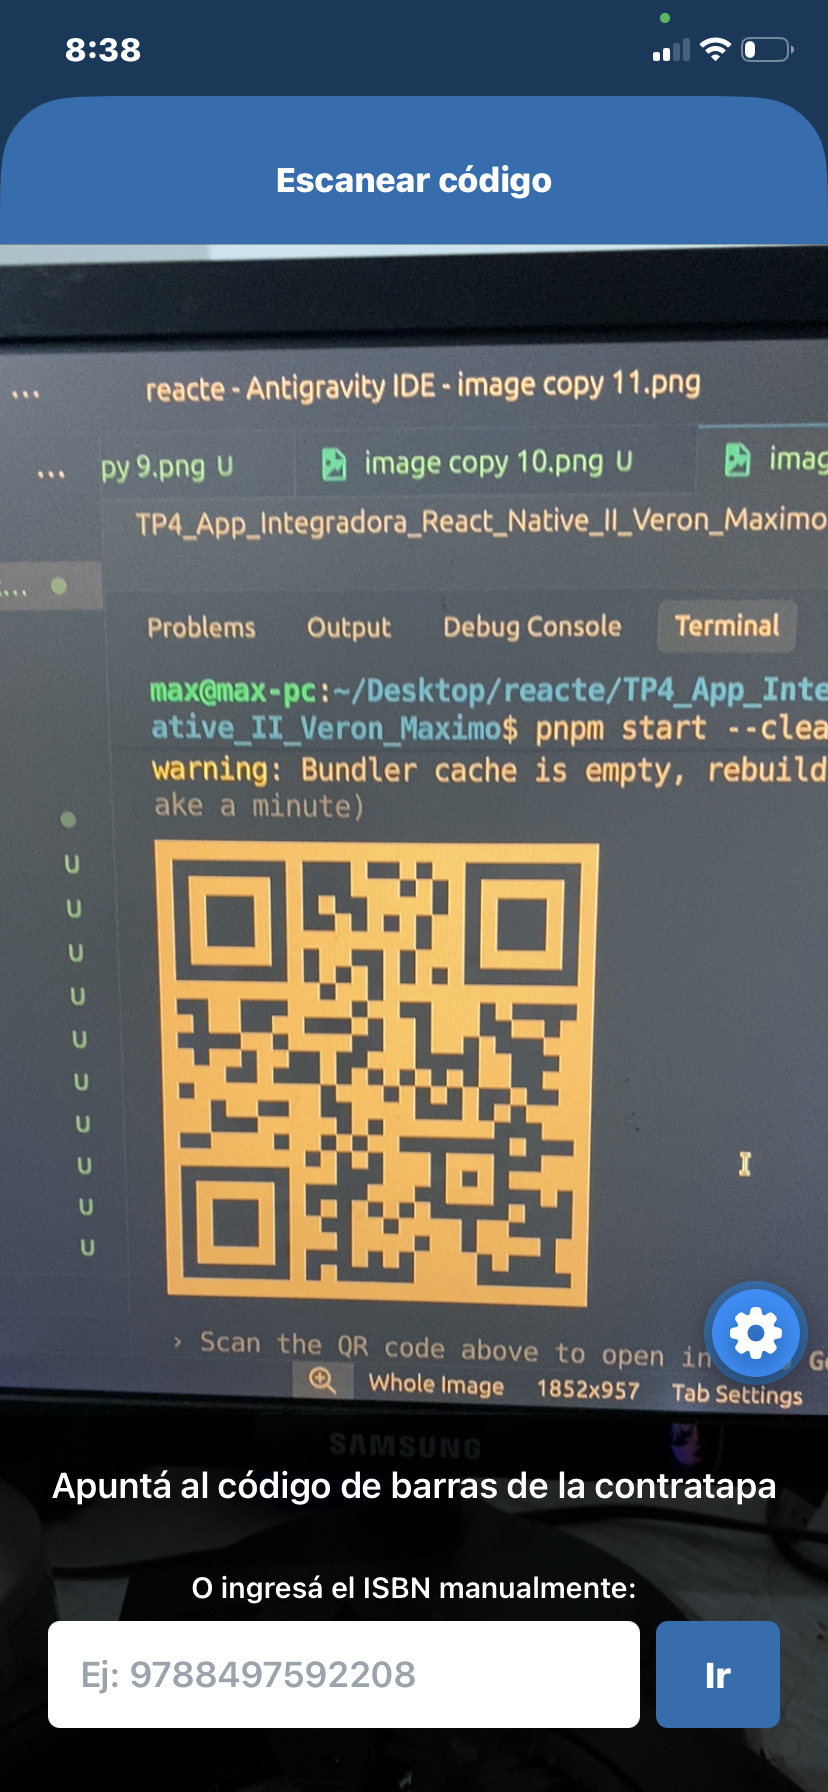 8:38
Escanear código
reacte - Antigravity IDE - image copy 11.png
py 9.png U
image copy 10.png U
imag
TP4_App_Integradora_React_Native_II_Veron_Maximo
Problems Output Debug Console Terminal
max@max-pc:~/Desktop/reacte/TP4_App_Inte
ative_II_Veron_Maximo$ pnpm start --clea
warning: Bundler cache is empty, rebuild
ake a minute)
U
U
U
U
U
U
U
U
U
U
› Scan the QR code above to open in
Whole Image 1852x957 Tab Settings
SAMSUNG
Apuntá al código de barras de la contratapa
O ingresá el ISBN manualmente:
Ej: 9788497592208
Ir